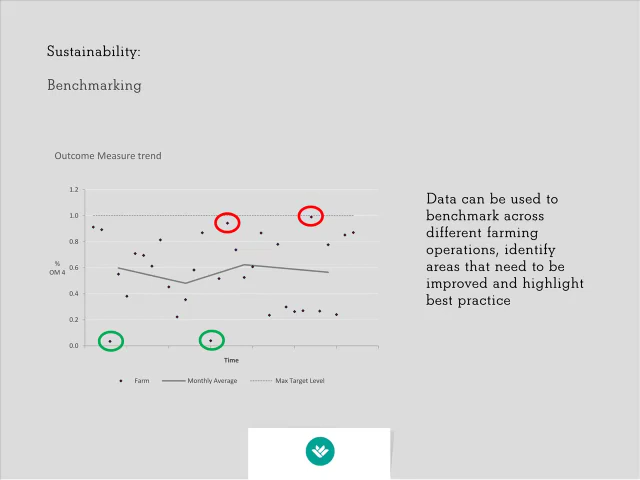 Sustainability:
Benchmarking
Outcome Measure trend
1.2
1.0
0.8
%
OM 4
0.6
0.4
0.2
0.0
Time
Farm
Monthly Average
Max Target Level
Data can be used to
benchmark across
different farming
operations, identify
areas that need to be
improved and highlight
best practice